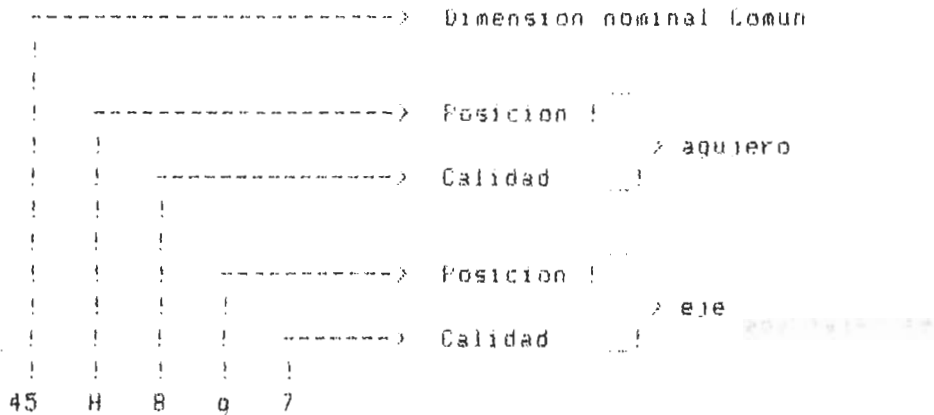 Dimension nominal Comun
Posicion
agujero
Calidad
Posicion
eje
Calidad
45 H 8 g 7